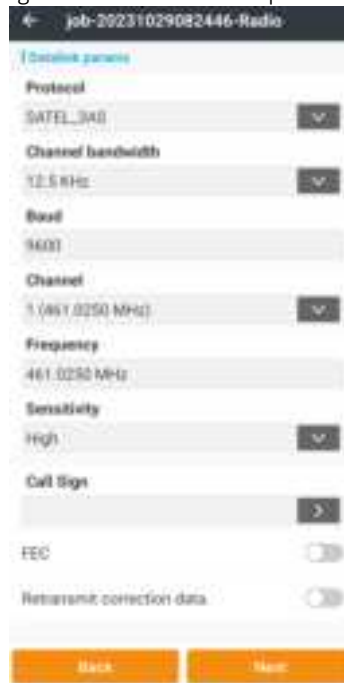 job-20231029082446-Radio
Datalink params
Protocol
SATEL_3AS
Channel bandwidth
12.5 KHz
Baud
9600
Channel
1 (461.0250 MHz)
Frequency
461.0250 MHz
Sensitivity
High
Call Sign
FEC
Retransmit correction data
Back
Next